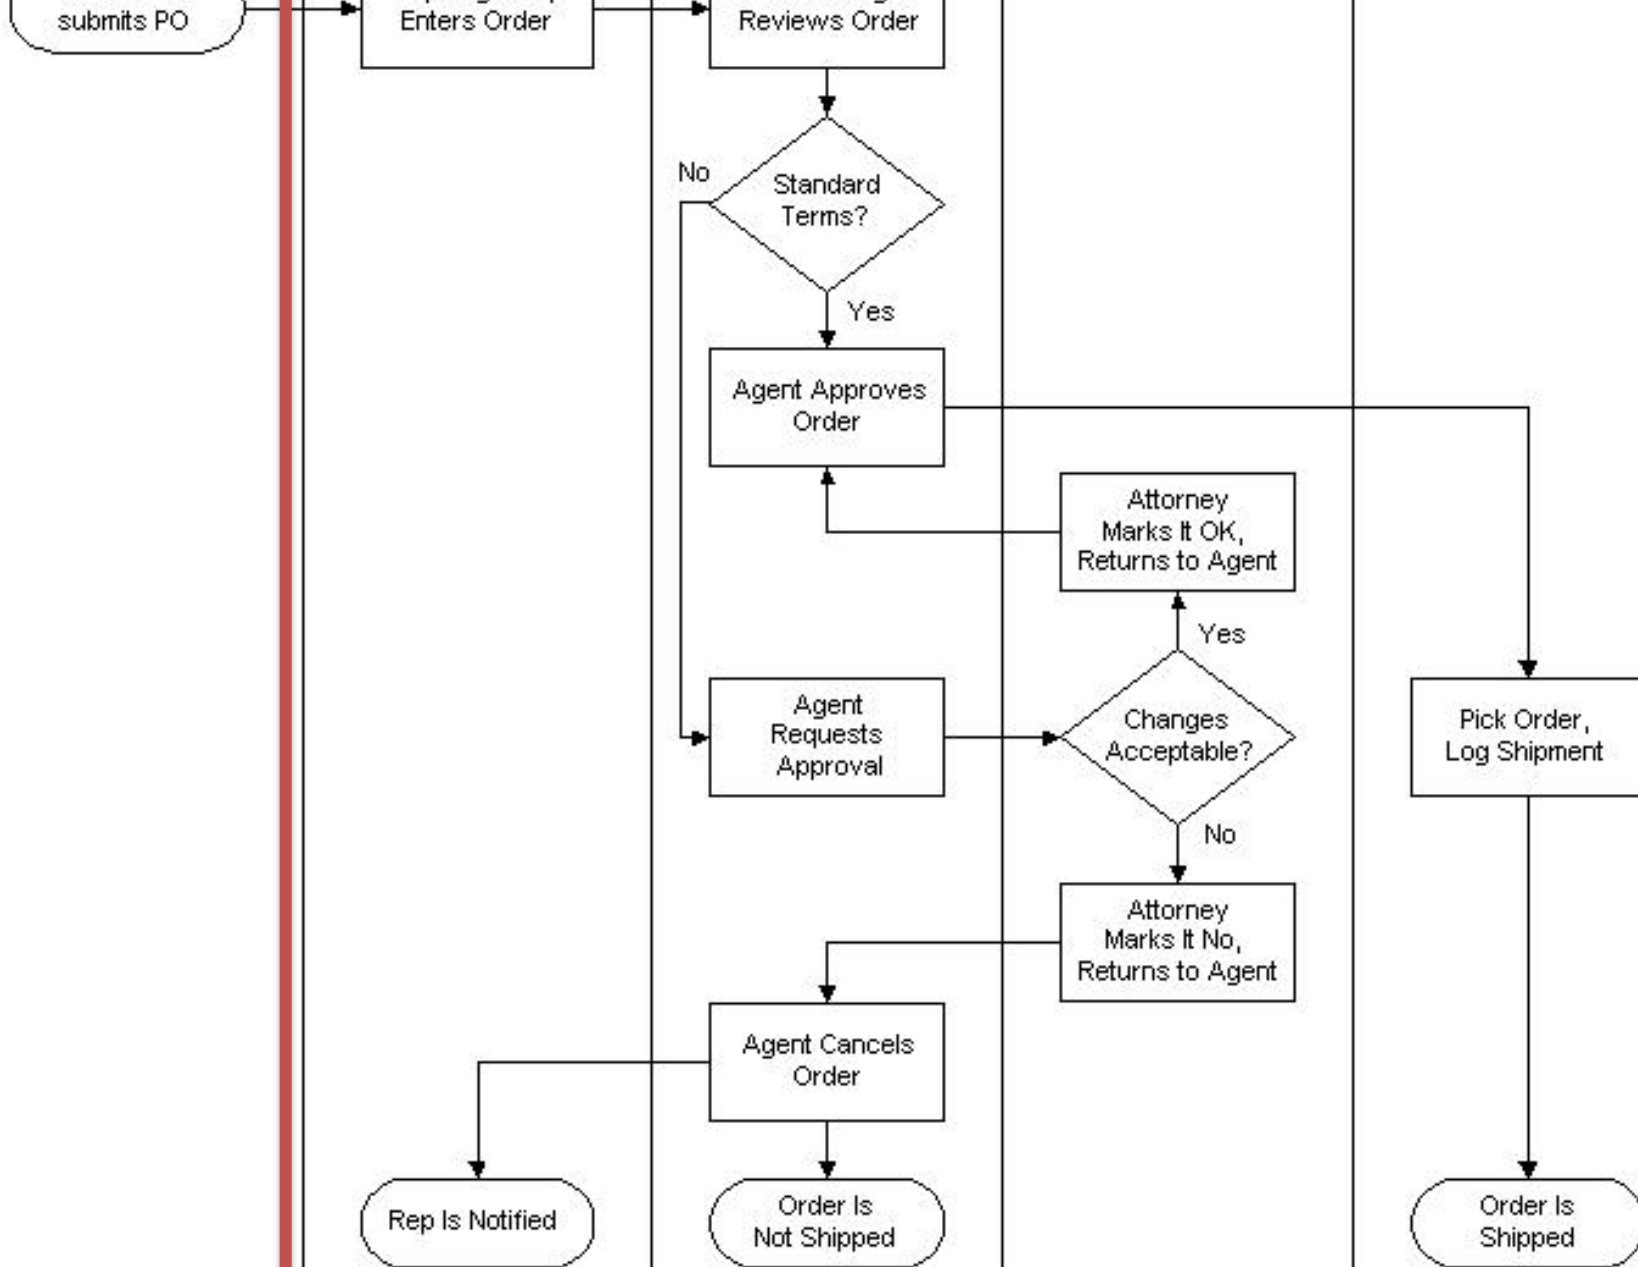 submits PO
Enters Order
Reviews Order
No
Standard
Terms?
Yes
Agent Approves
Order
Attorney
Marks It OK,
Returns to Agent
Yes
Agent
Requests
Approval
Changes
Acceptable?
Pick Order,
Log Shipment
No
Attorney
Marks It No,
Returns to Agent
Agent Cancels
Order
Rep Is Notified
Order Is
Not Shipped
Order Is
Shipped